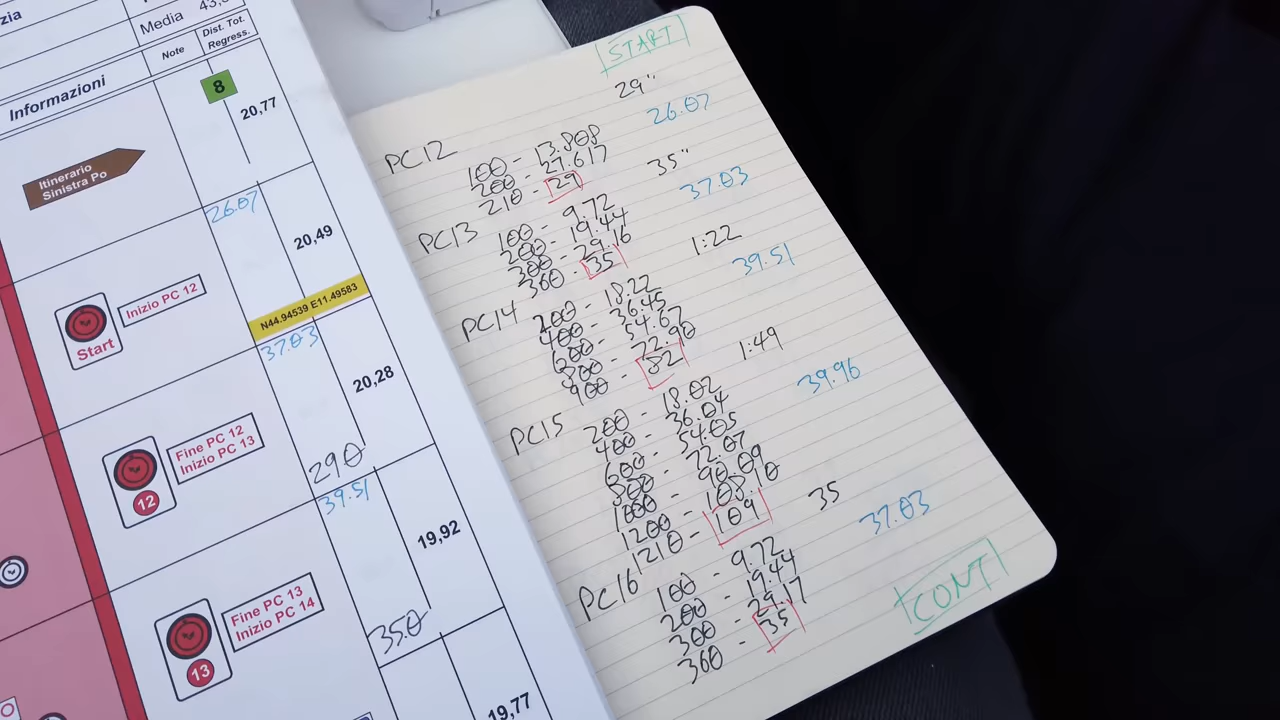 zia
Media 43,
Note
Dist. Tot.
Regress.
Informazioni
8
20,77
Itinerario
Sinistra Po
26.07
20,49
Inizio PC 12
Start
N44.94539 E11.49583
37.03
20,28
Fine PC 12
Inizio PC 13
12
290
39.51
19,92
Fine PC 13
Inizio PC 14
13
350
19,77
START
PC12
29"
26.07
100 - 13.808
200 - 27.617
210 - 29
PC13
35"
37.03
100 - 9.72
200 - 19.44
300 - 29.16
360 - 35
PC14
1:22
39.51
200 - 18.22
400 - 36.45
600 - 54.67
800 - 72.90
900 - 82
PC15
1:49
39.96
200 - 18.02
400 - 36.04
600 - 54.05
800 - 72.07
1000 - 90.09
1200 - 108.10
1210 - 109
PC16
35
37.03
100 - 9.72
200 - 19.44
300 - 29.17
360 - 35
CONT